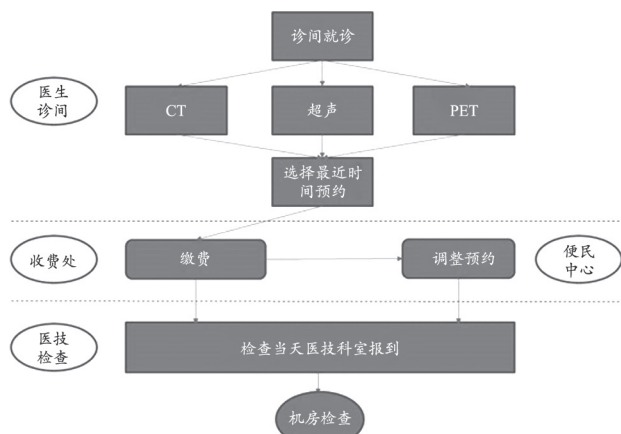 诊间就诊
医生
诊间
CT
超声
PET
选择最近时
间预约
收费处
缴费
调整预约
便民
中心
医技
检查
检查当天医技科室报到
机房检查